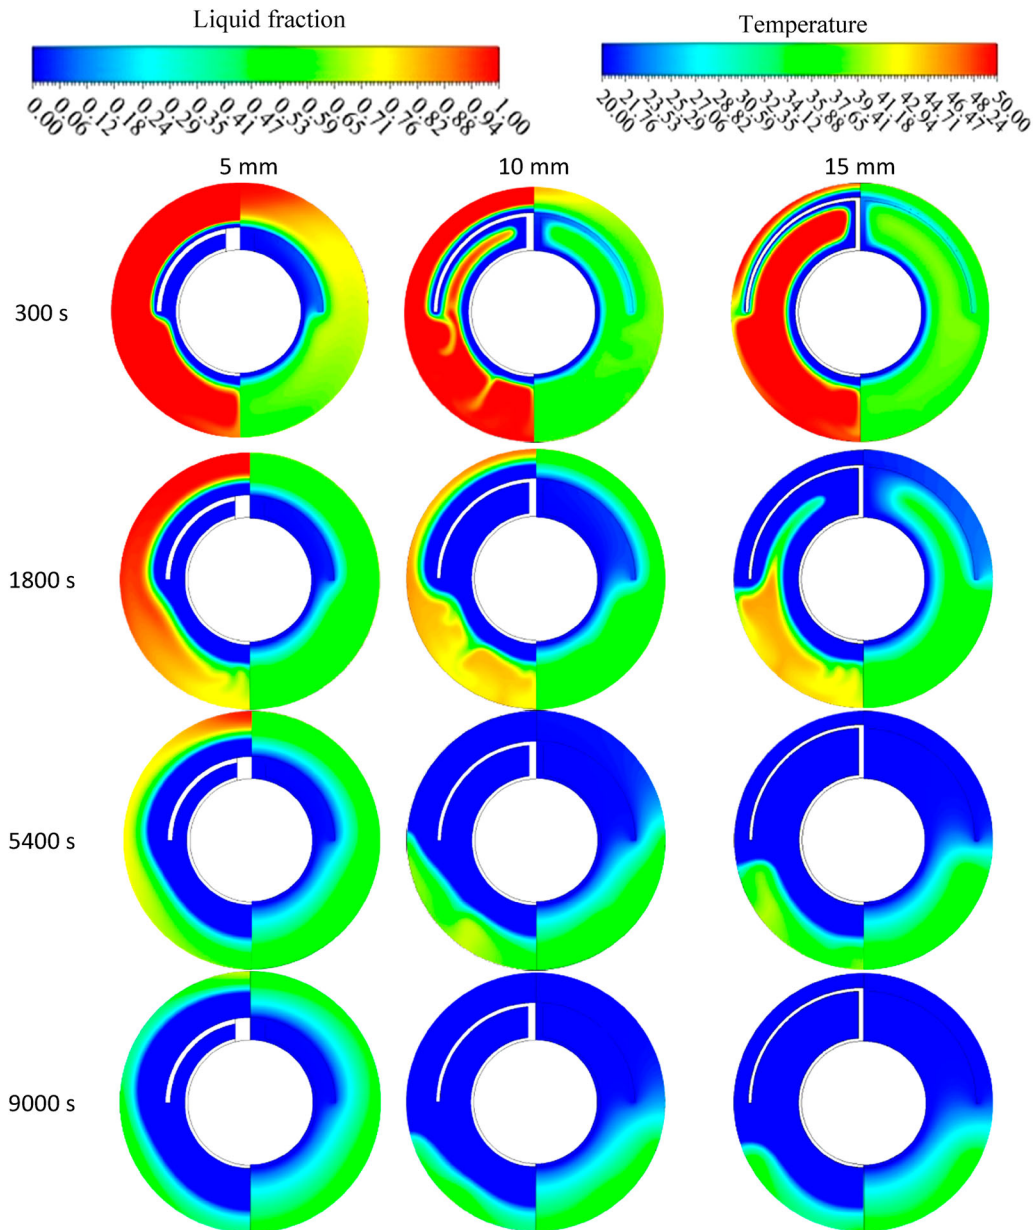 Liquid fraction
Temperature
0.00 0.06 0.12 0.18 0.24 0.29 0.35 0.41 0.47 0.53 0.59 0.65 0.71 0.76 0.82 0.88 0.94 1.00
20.00 21.76 23.53 25.29 27.06 28.82 30.59 32.35 34.12 35.88 37.65 39.41 41.18 42.94 44.71 46.47 48.24 50.00
5 mm 10 mm 15 mm
300 s
1800 s
5400 s
9000 s